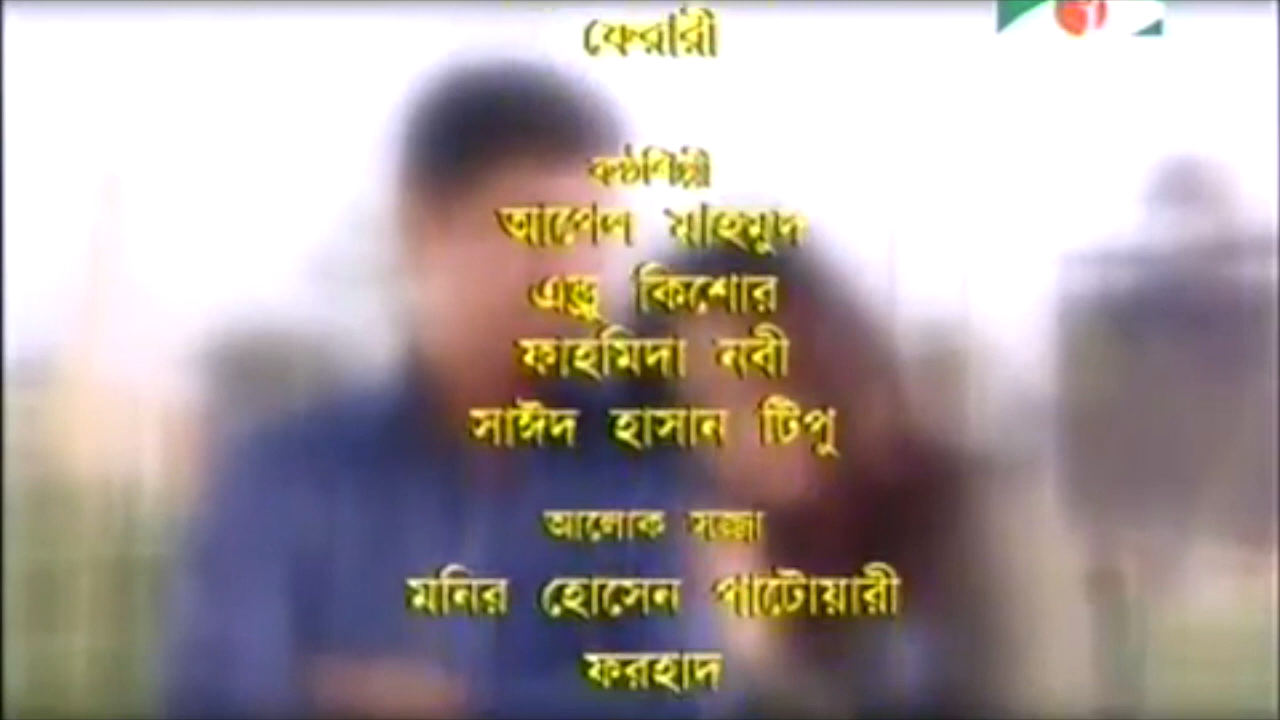 ফেরারী
কণ্ঠশিল্পী
আপেল মাহমুদ
এন্ড্রু কিশোর
ফাহমিদা নবী
সাঈদ হাসান টিপু
আলোক সজ্জা
মনির হোসেন পাটোয়ারী
ফরহাদ